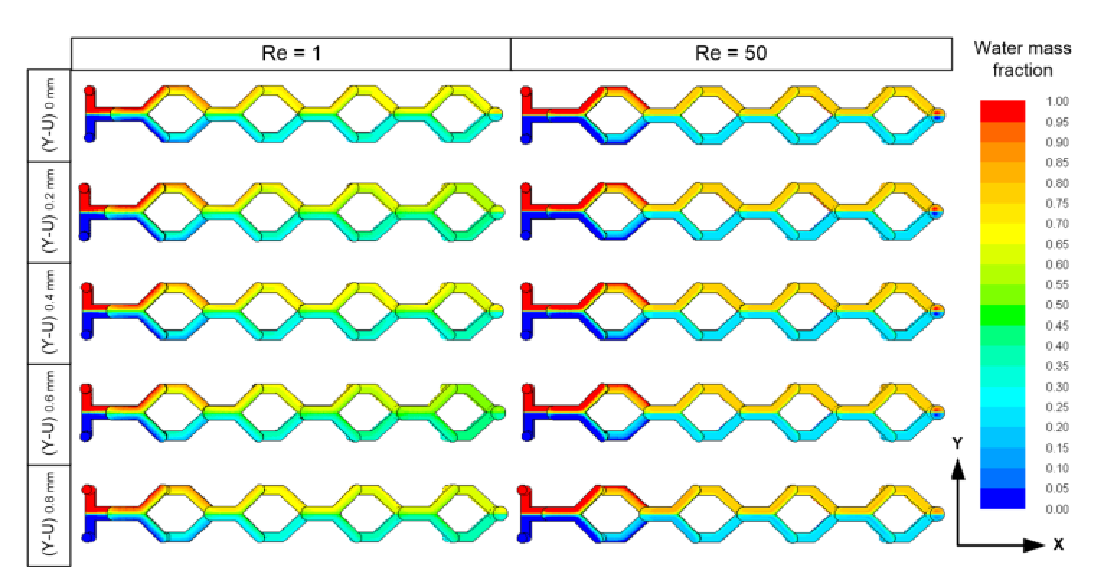 Re = 1
Re = 50
Water mass
fraction
(Y-U) 0 mm
(Y-U) 0.2 mm
(Y-U) 0.4 mm
(Y-U) 0.6 mm
(Y-U) 0.8 mm
1.00
0.95
0.90
0.85
0.80
0.75
0.70
0.65
0.60
0.55
0.50
0.45
0.40
0.35
0.30
0.25
0.20
0.15
0.10
0.05
0.00
Y
X